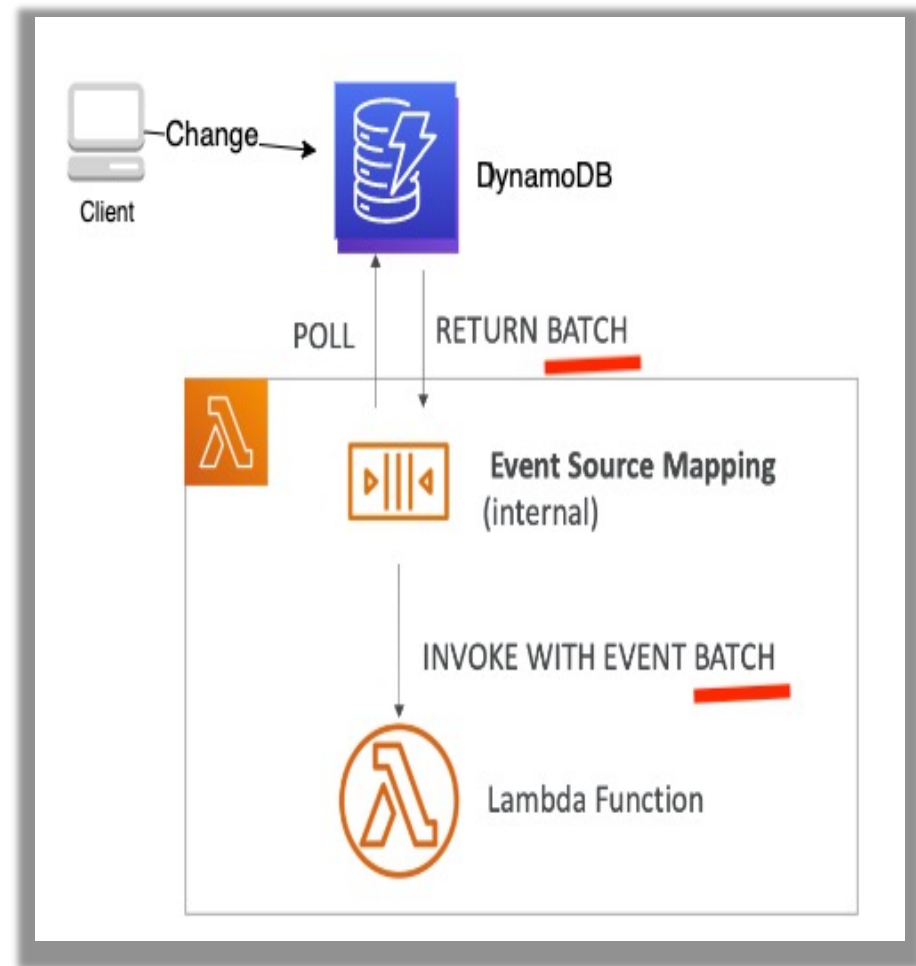 Change
Client
DynamoDB
POLL
RETURN BATCH
Event Source Mapping
(internal)
INVOKE WITH EVENT BATCH
Lambda Function